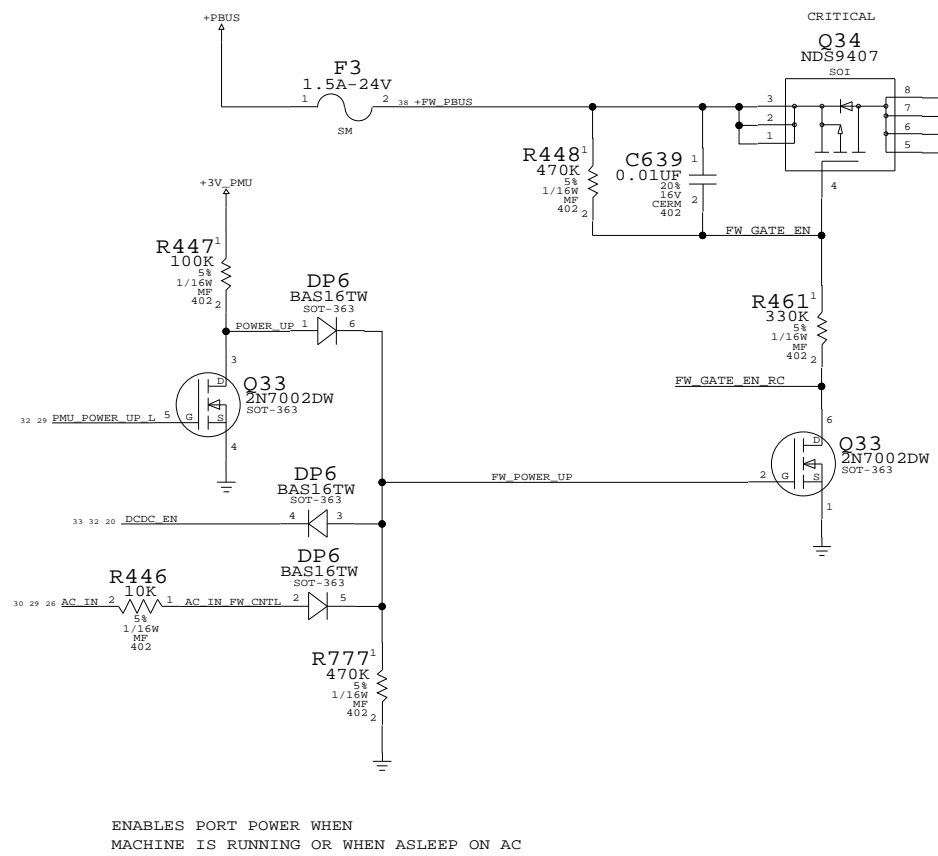 CRITICAL
+PBUS
Q34
NDS9407
SOI
F3
1.5A-24V
1 2 38 +FW_PBUS
SM
3
2
1
8
7
6
5
4
R448 1
470K
5%
1/16W
MF
402 2
C639 1
0.01UF
20%
16V 2
CERM
402
FW_GATE_EN
+3V_PMU
R447 1
100K
5%
1/16W
MF
402 2
DP6
BAS16TW
SOT-363
POWER_UP 1 6
R461 1
330K
5%
1/16W
MF
402 2
FW_GATE_EN_RC
3
Q33
2N7002DW
SOT-363
D
G
S
32 29 PMU_POWER_UP_L 5
4
6
Q33
2N7002DW
SOT-363
D
G
S
2
1
FW_POWER_UP
DP6
BAS16TW
SOT-363
33 32 20 DCDC_EN 4 3
DP6
BAS16TW
SOT-363
R446
10K
30 29 26 AC_IN 2 1 AC_IN_FW_CNTL 2 5
5%
1/16W
MF
402
R777 1
470K
5%
1/16W
MF
402 2
ENABLES PORT POWER WHEN
MACHINE IS RUNNING OR WHEN ASLEEP ON AC